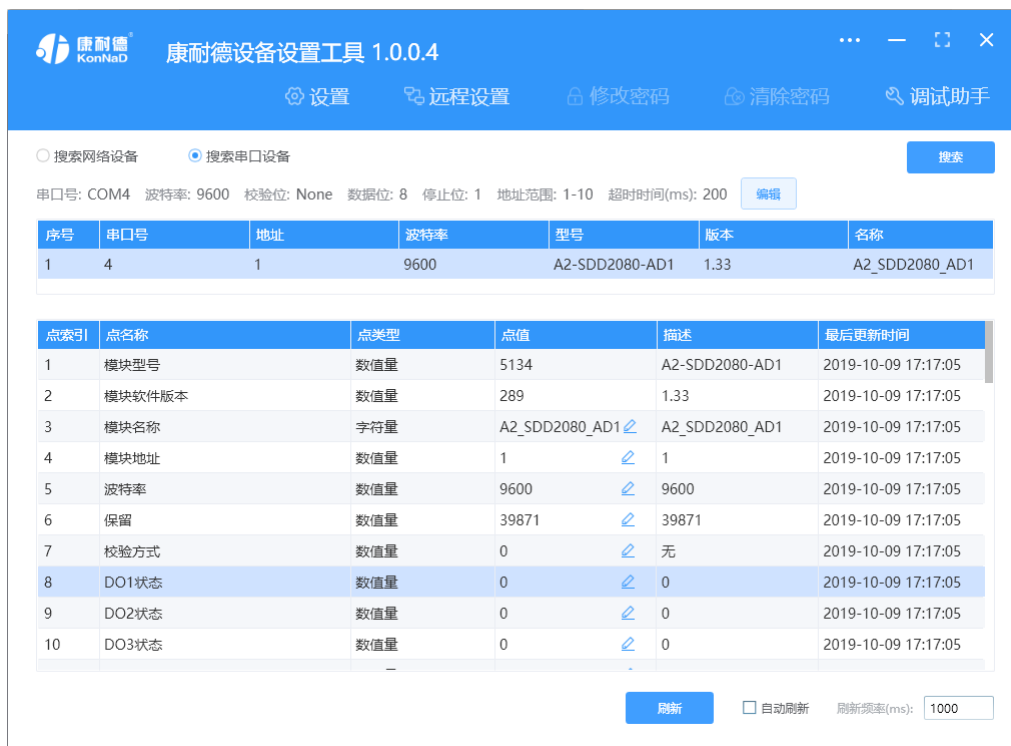 康耐德®
KonNaD
康耐德设备设置工具 1.0.0.4
设置 远程设置 修改密码 清除密码 调试助手
搜索网络设备 搜索串口设备 搜索
串口号: COM4 波特率: 9600 校验位: None 数据位: 8 停止位: 1 地址范围: 1-10 超时时间(ms): 200 编辑
序号 串口号 地址 波特率 型号 版本 名称
1 4 1 9600 A2-SDD2080-AD1 1.33 A2_SDD2080_AD1
点索引 点名称 点类型 点值 描述 最后更新时间
1 模块型号 数值量 5134 A2-SDD2080-AD1 2019-10-09 17:17:05
2 模块软件版本 数值量 289 1.33 2019-10-09 17:17:05
3 模块名称 字符量 A2_SDD2080_AD1 A2_SDD2080_AD1 2019-10-09 17:17:05
4 模块地址 数值量 1 1 2019-10-09 17:17:05
5 波特率 数值量 9600 9600 2019-10-09 17:17:05
6 保留 数值量 39871 39871 2019-10-09 17:17:05
7 校验方式 数值量 0 无 2019-10-09 17:17:05
8 DO1状态 数值量 0 0 2019-10-09 17:17:05
9 DO2状态 数值量 0 0 2019-10-09 17:17:05
10 DO3状态 数值量 0 0 2019-10-09 17:17:05
刷新 自动刷新 刷新频率(ms): 1000